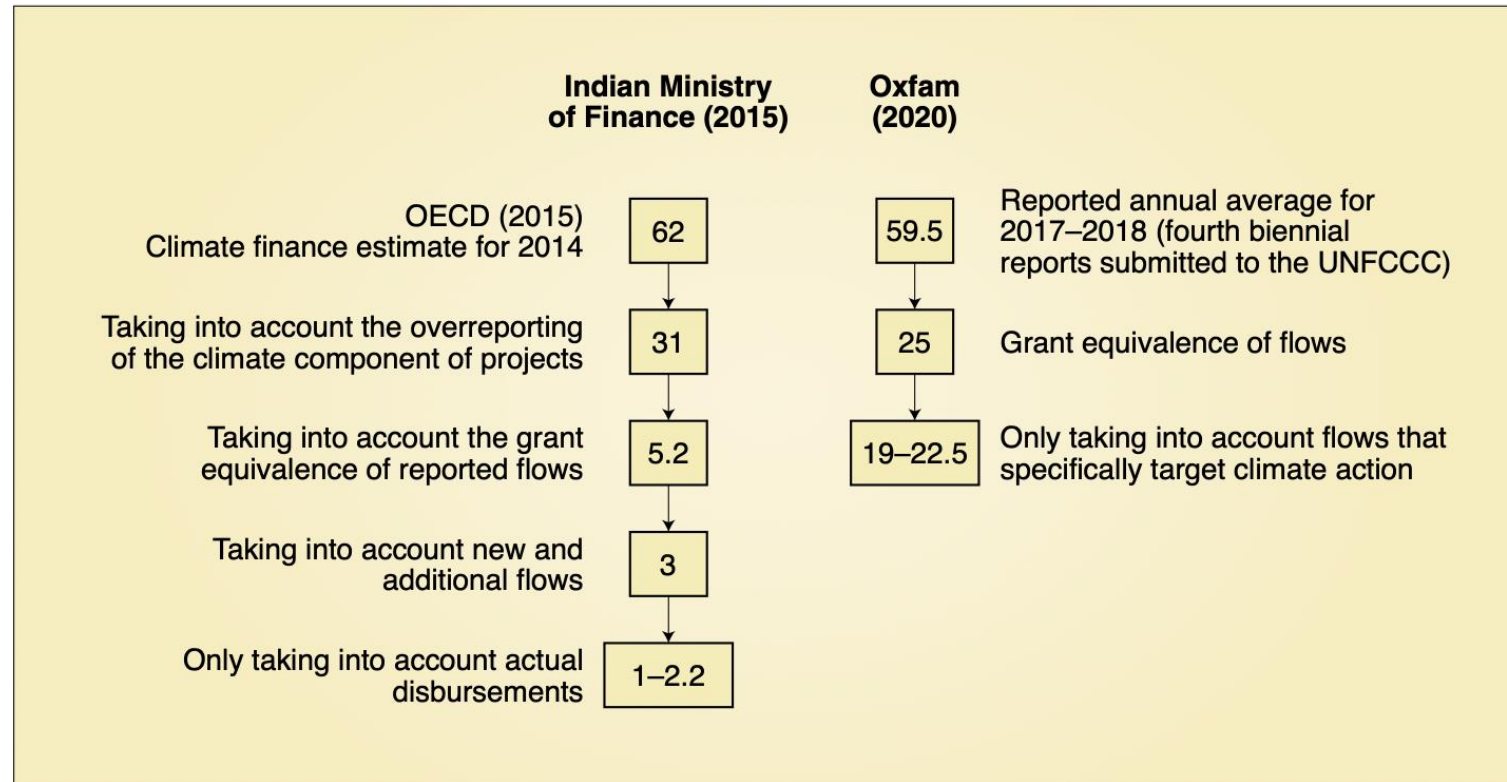 Indian Ministry
of Finance (2015)
Oxfam
(2020)
OECD (2015)
Climate finance estimate for 2014
62
59.5
Reported annual average for
2017–2018 (fourth biennial
reports submitted to the UNFCCC)
Taking into account the overreporting
of the climate component of projects
31
25
Grant equivalence of flows
Taking into account the grant
equivalence of reported flows
5.2
19–22.5
Only taking into account flows that
specifically target climate action
Taking into account new and
additional flows
3
Only taking into account actual
disbursements
1–2.2